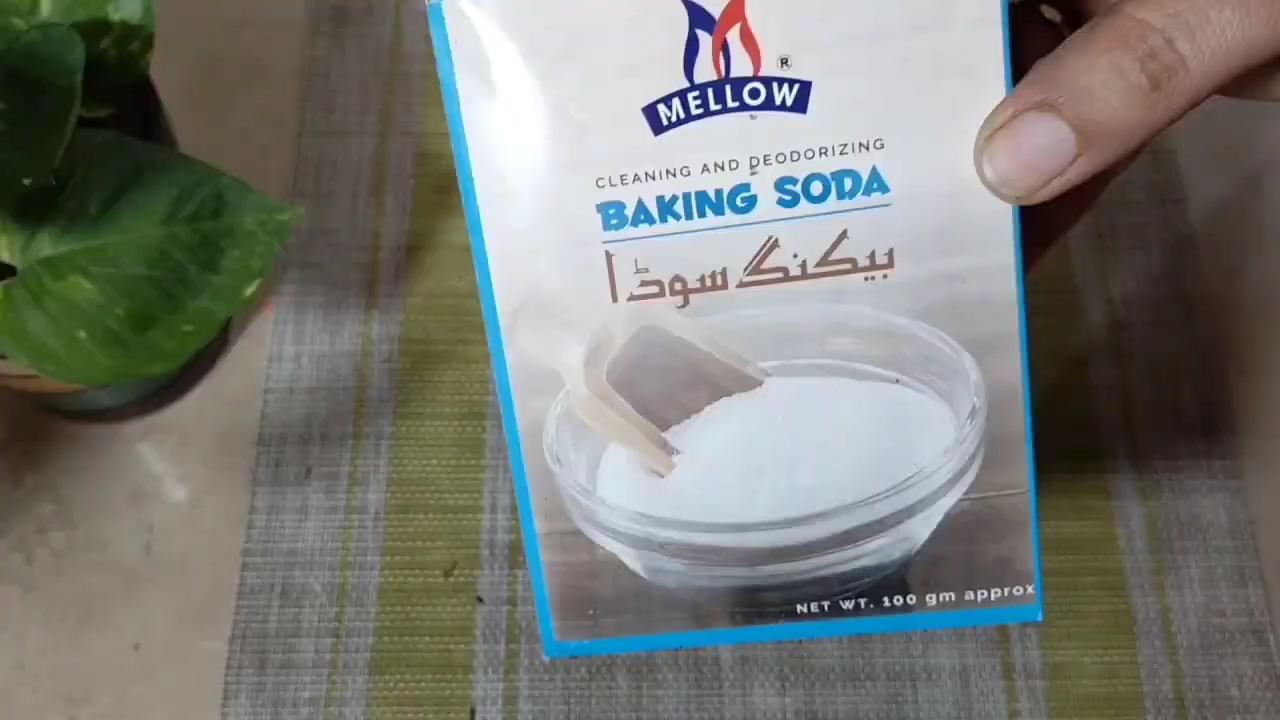 MELLOW ®
CLEANING AND DEODORIZING
BAKING SODA
بیکنگ سوڈا
NET WT. 100 gm approx